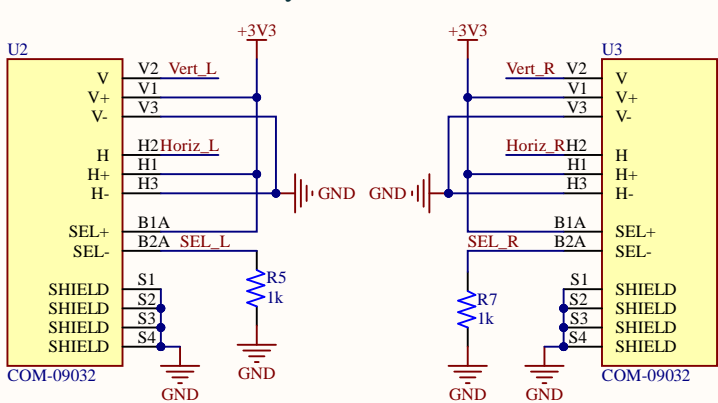 +3V3 +3V3
U2 U3
V V2 Vert_L Vert_R V2 V
V+ V1 V1 V+
V- V3 V3 V-
H H2 Horiz_L Horiz_R H2 H
H+ H1 H1 H+
H- H3 GND GND H3 H-
SEL+ B1A B1A SEL+
SEL- B2A SEL_L SEL_R B2A SEL-
R5
1k
SHIELD S1 S1 SHIELD
SHIELD S2 R7 S2 SHIELD
SHIELD S3 1k S3 SHIELD
SHIELD S4 S4 SHIELD
COM-09032 GND COM-09032
GND GND GND